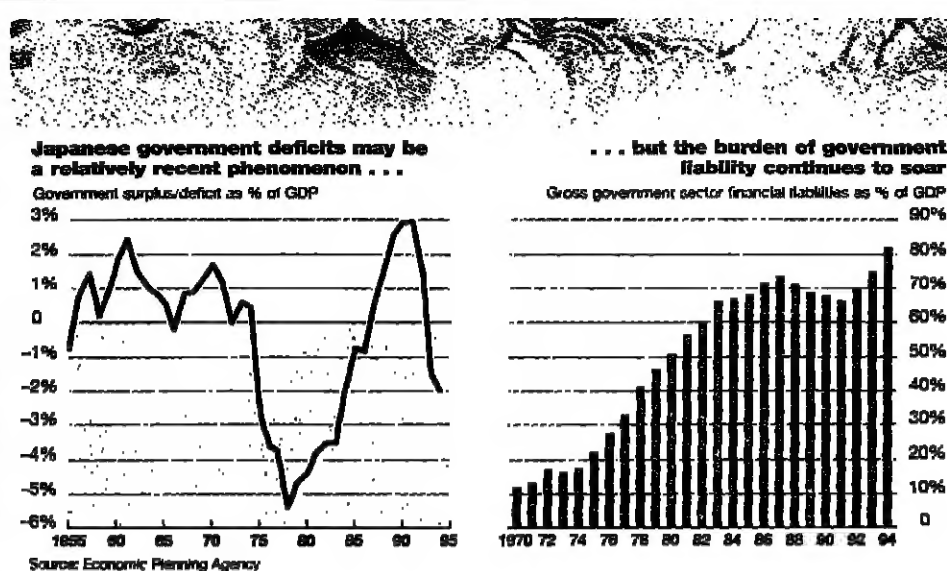 Japanese government deficits may be
a relatively recent phenomenon . . .
Government surplus/deficit as % of GDP
3%
2%
1%
0
–1%
–2%
–3%
–4%
–5%
–6%
1955 60 65 70 75 80 85 90 95
Source: Economic Planning Agency
. . . but the burden of government
liability continues to soar
Gross government sector financial liabilities as % of GDP
90%
80%
70%
60%
50%
40%
30%
20%
10%
0
1970 72 74 76 78 80 82 84 86 88 90 92 94